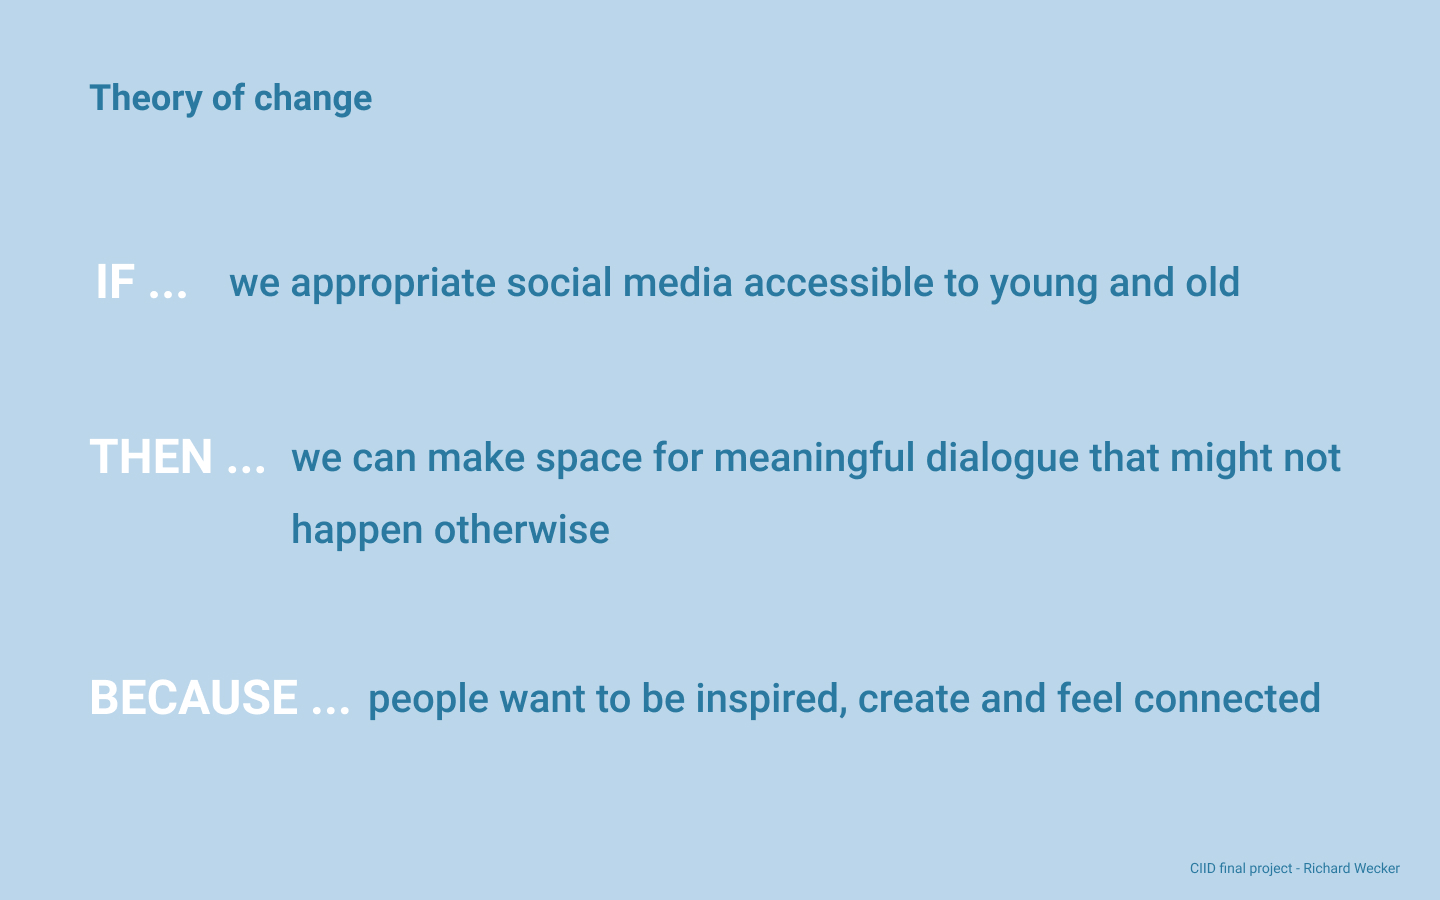 Theory of change
IF ... we appropriate social media accessible to young and old
THEN ... we can make space for meaningful dialogue that might not
happen otherwise
BECAUSE ... people want to be inspired, create and feel connected
CIID final project - Richard Wecker